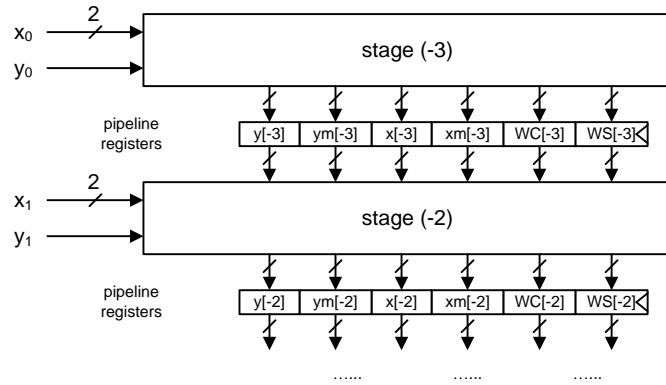 2
x₀
stage (-3)
y₀
pipeline
registers
y[-3] ym[-3] x[-3] xm[-3] WC[-3] WS[-3]
2
x₁
stage (-2)
y₁
pipeline
registers
y[-2] ym[-2] x[-2] xm[-2] WC[-2] WS[-2]
...... ...... ......